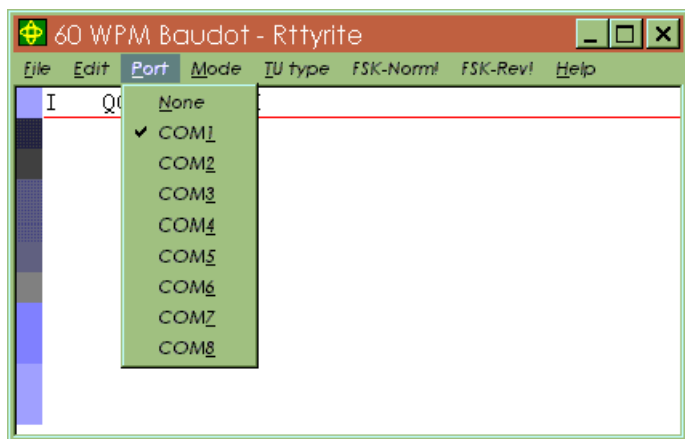 60 WPM Baudot - Rttyrite
File Edit Port Mode TU type FSK-Norm! FSK-Rev! Help
I
None
COM1
COM2
COM3
COM4
COM5
COM6
COM7
COM8